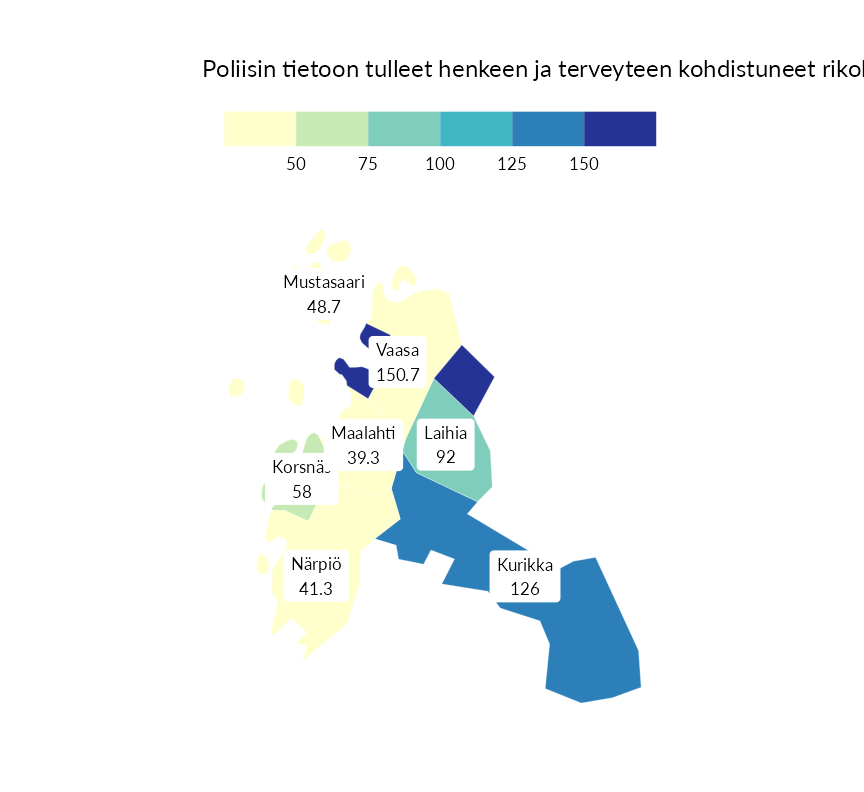 Poliisin tietoon tulleet henkeen ja terveyteen kohdistuneet
50 75 100 125 150
Mustasaari
48.7
Vaasa
150.7
Maalahti
39.3
Laihia
92
Korsnäs
58
Närpiö
41.3
Kurikka
126